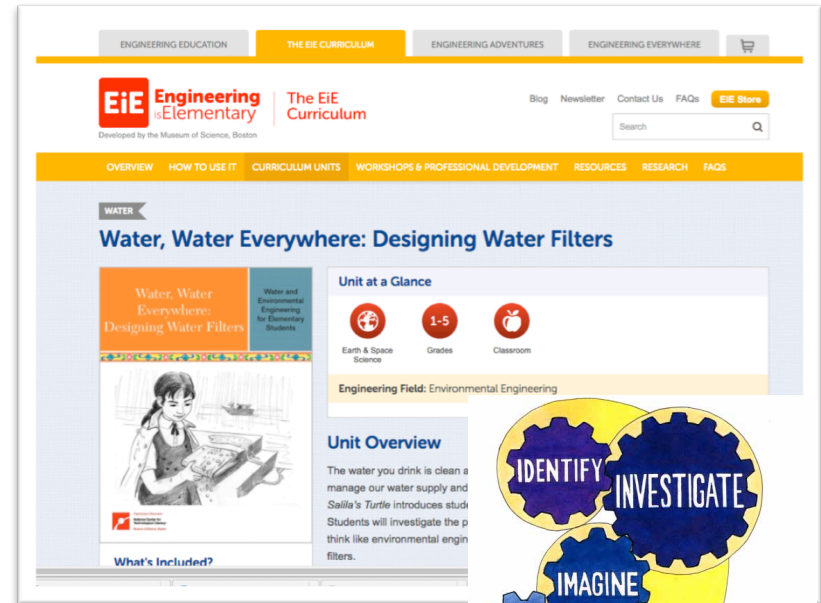 ENGINEERING EDUCATION THE EIE CURRICULUM ENGINEERING ADVENTURES ENGINEERING EVERYWHERE
EiE Engineering is Elementary
The EiE Curriculum
Developed by the Museum of Science, Boston
Blog Newsletter Contact Us FAQs EiE Store
Search
OVERVIEW HOW TO USE IT CURRICULUM UNITS WORKSHOPS & PROFESSIONAL DEVELOPMENT RESOURCES RESEARCH FAQS
WATER
Water, Water Everywhere: Designing Water Filters
Water, Water
Everywhere:
Designing Water Filters
Water and
Environmental
Engineering
for Elementary
Students
What's Included?
Unit at a Glance
1-5
Earth & Space
Science
Grades
Classroom
Engineering Field: Environmental Engineering
Unit Overview
The water you drink is clean a
manage our water supply and
Salila's Turtle introduces stude
Students will investigate the p
think like environmental engin
filters.
IDENTIFY
INVESTIGATE
IMAGINE